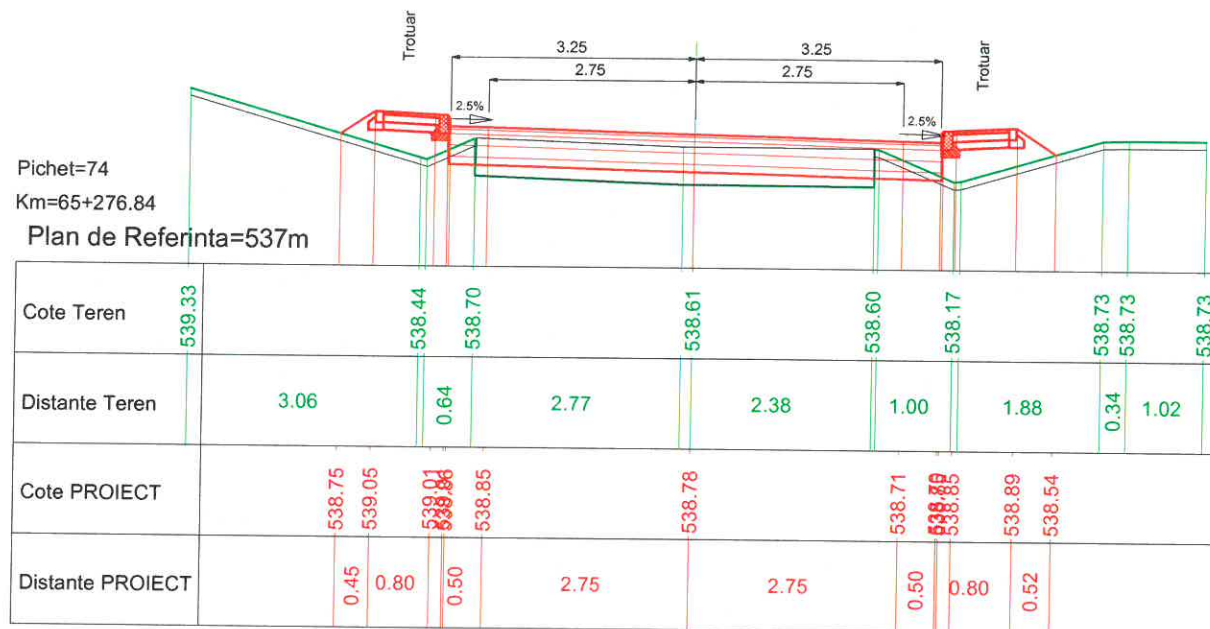 Trotuar
3.25 3.25
Trotuar
2.75 2.75
2.5% 2.5%
Pichet=74
Km=65+276.84
Plan de Referinta=537m
Cote Teren 539.33 538.44 538.70 538.61 538.60 538.17 538.73 538.73 538.73
Distante Teren 3.06 0.64 2.77 2.38 1.00 1.88 0.34 1.02
Cote PROIECT 538.75 539.05 539.01 538.85 538.78 538.71 538.85 538.89 538.54
Distante PROIECT 0.45 0.80 0.50 2.75 2.75 0.50 0.80 0.52